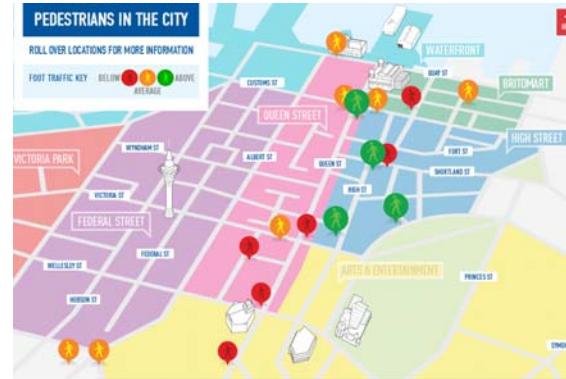 PEDESTRIANS IN THE CITY
ROLL OVER LOCATIONS FOR MORE INFORMATION
FOOT TRAFFIC KEY
BELOW
ABOVE
AVERAGE
WATERFRONT
QUAY ST
CUSTOMS ST
BRITOMART
QUEEN STREET
HIGH STREET
WYNDHAM ST
FORT ST
VICTORIA PARK
ALBERT ST
QUEEN ST
SHORTLAND ST
VICTORIA ST
HIGH ST
FEDERAL STREET
FEDERAL ST
WELLESLEY ST
ARTS & ENTERTAINMENT
PRINCES ST
HOBSON ST